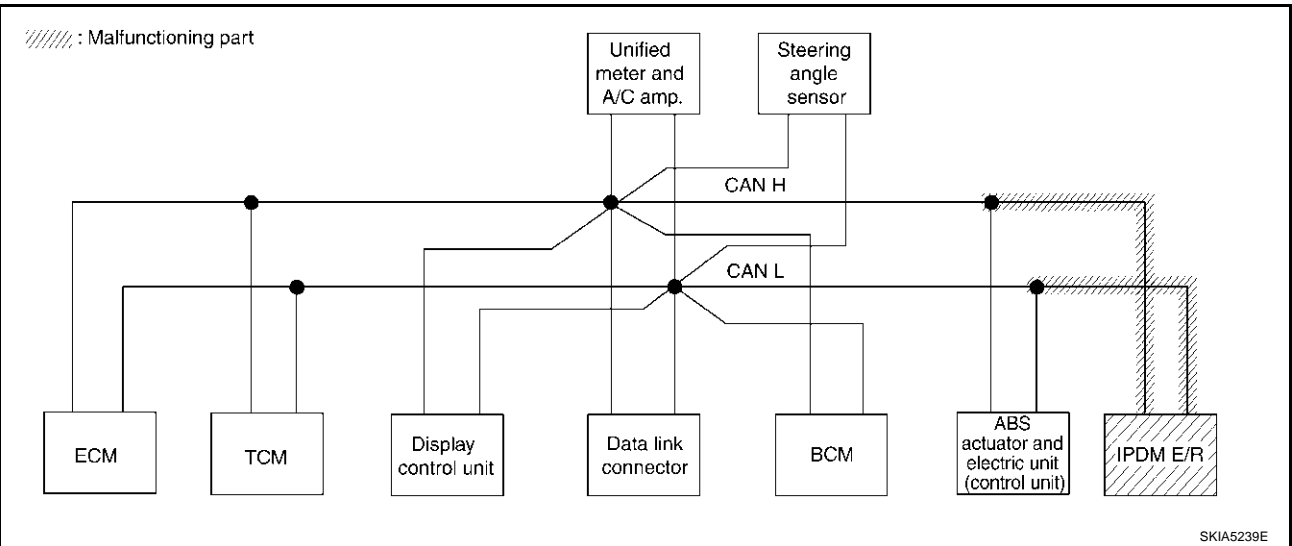 : Malfunctioning part
Unified
meter and
A/C amp.
Steering
angle
sensor
CAN H
CAN L
ECM
TCM
Display
control unit
Data link
connector
BCM
ABS
actuator and
electric unit
(control unit)
IPDM E/R
SKIA5239E